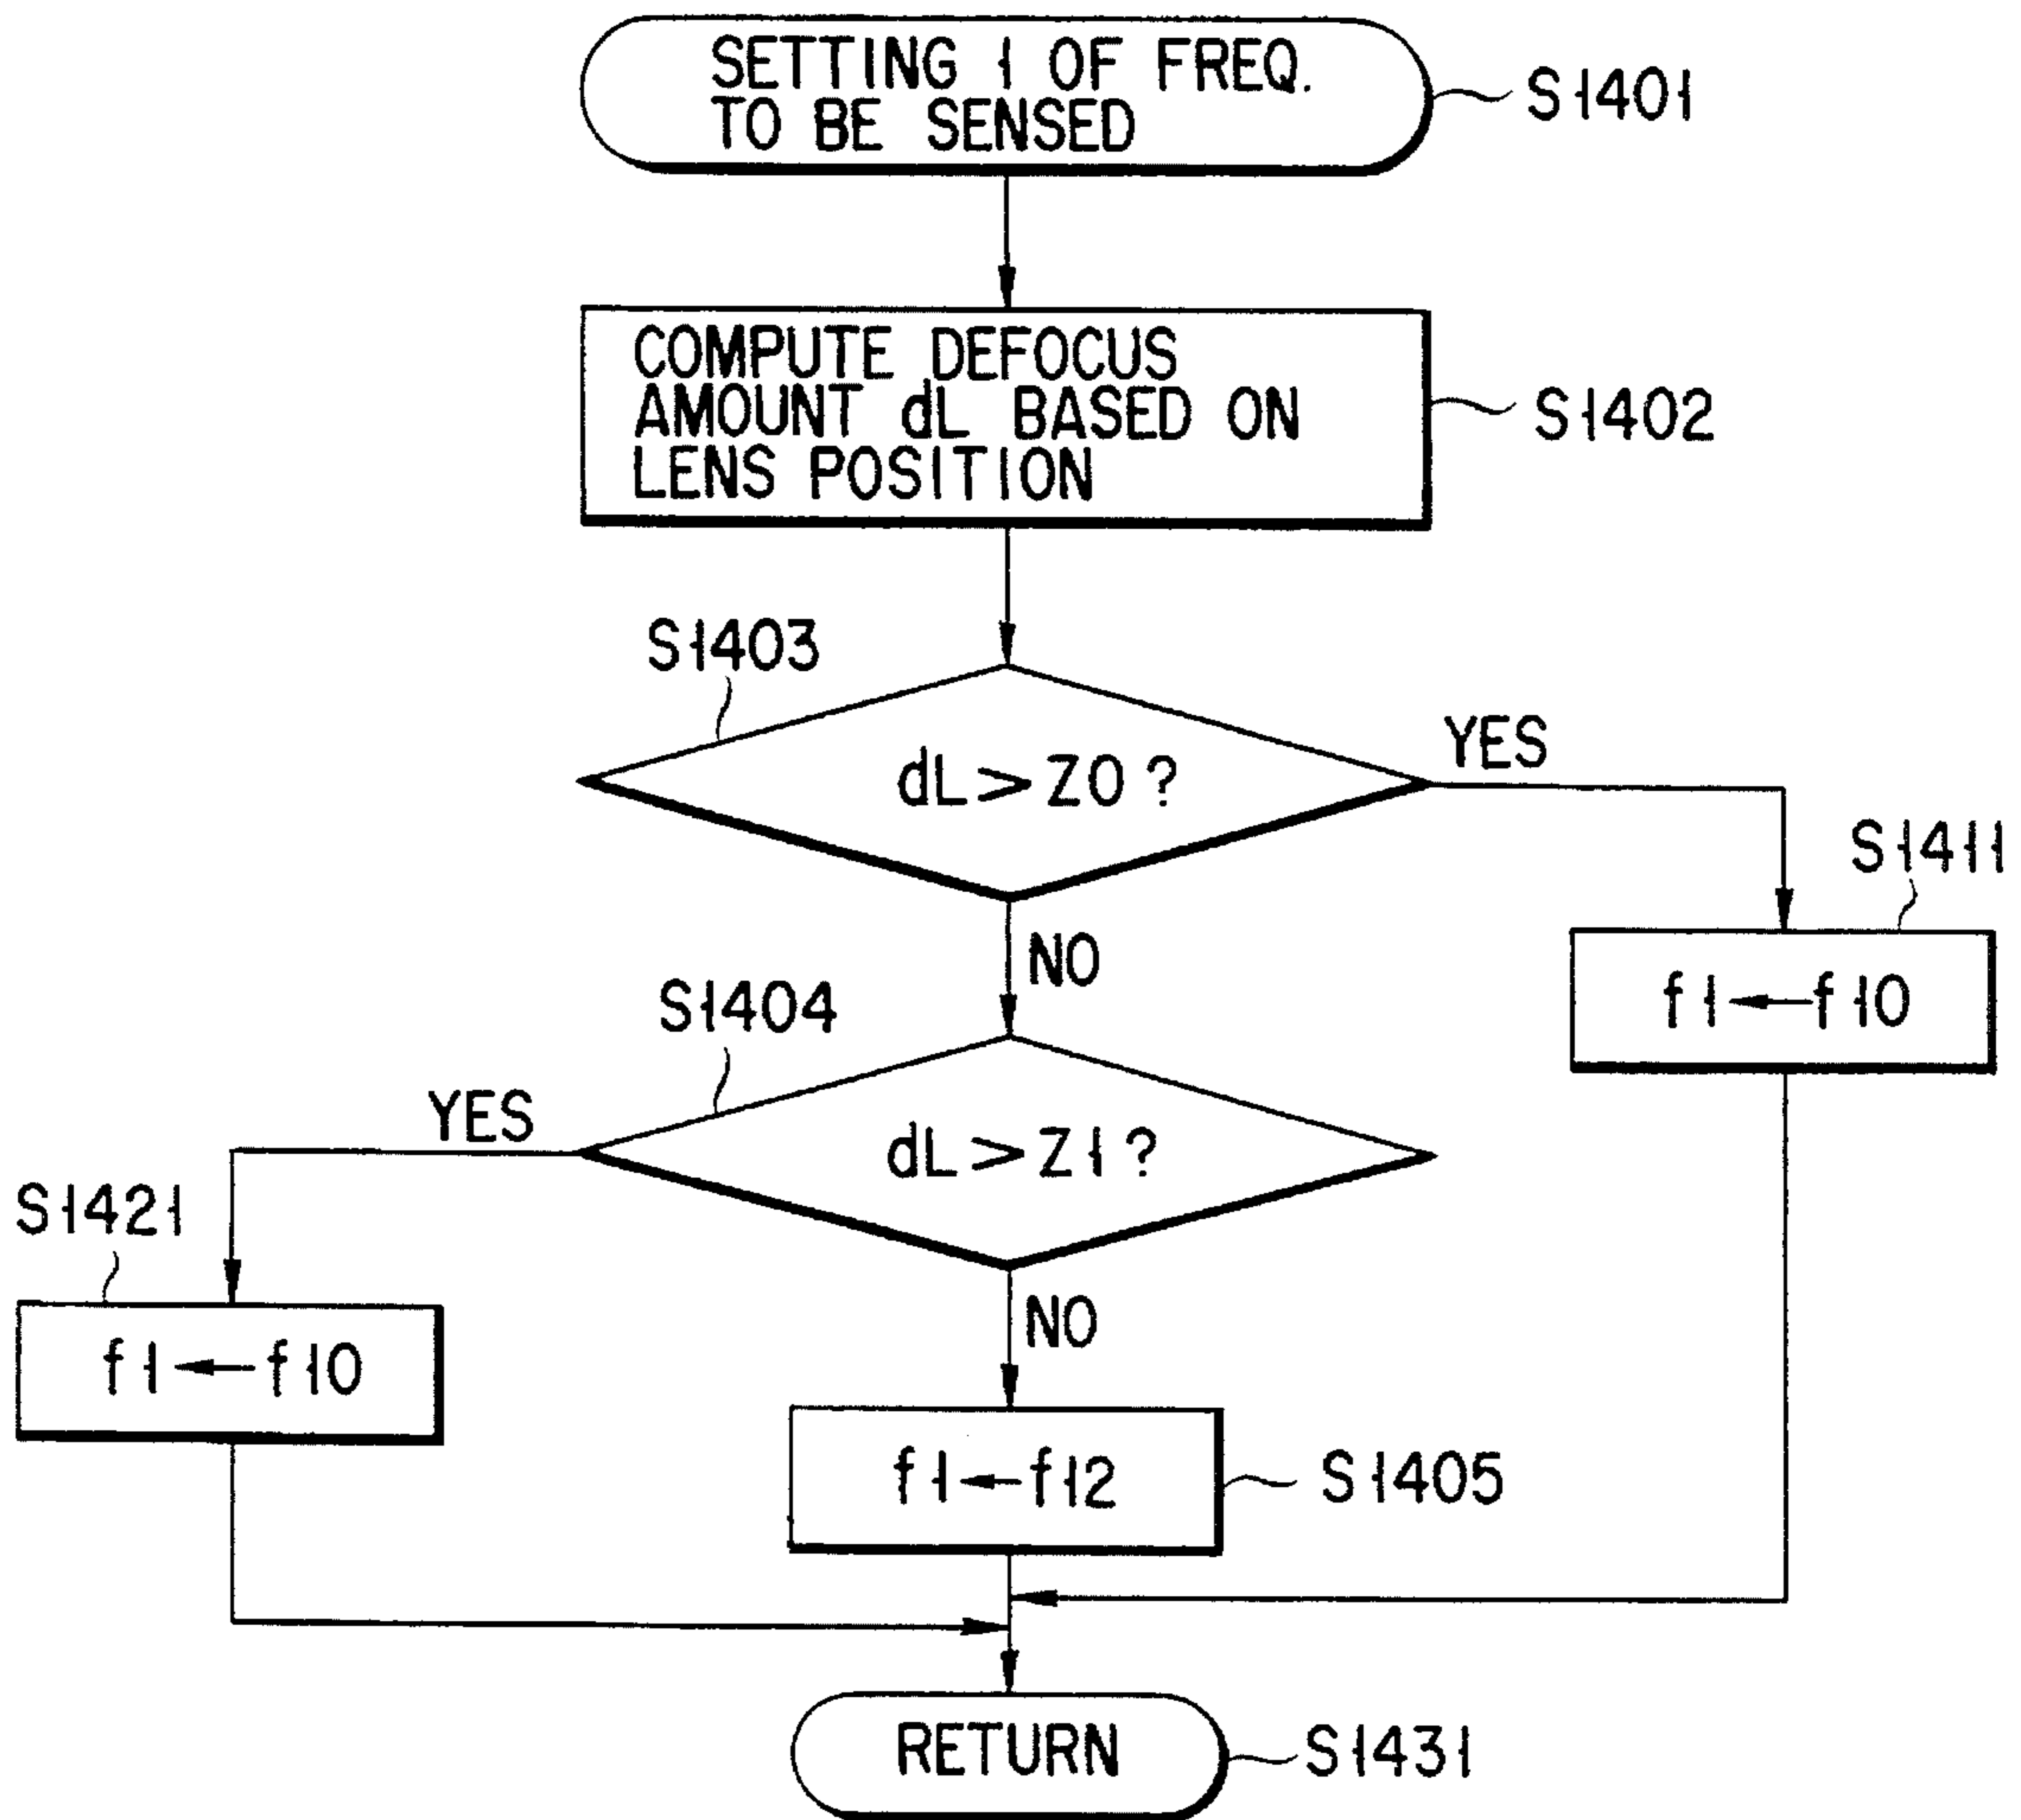 SETTING 1 OF FREQ.
TO BE SENSED
S1401
COMPUTE DEFOCUS
AMOUNT dL BASED ON
LENS POSITION
S1402
S1403
dL>Z0?
YES
S1411
NO
f1←f10
S1404
YES
dL>Z1?
S1421
NO
f1←f10
f1←f12
S1405
RETURN
S1431